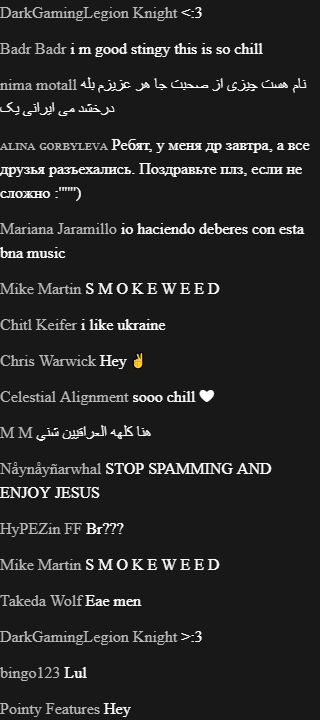 DarkGamingLegion Knight <:3
Badr Badr i m good stingy this is so chill
nima motall نام هست چیزی از صحبت جا هر عزیزم بله
درخشد می ایرانی یک
ALINA GORBYLEVA Ребят, у меня др завтра, а все
друзья разъехались. Поздравьте плз, если не
сложно :'"'"')
Mariana Jaramillo io haciendo deberes con esta
bna music
Mike Martin S M O K E W E E D
Chitl Keifer i like ukraine
Chris Warwick Hey ✌
Celestial Alignment sooo chill 🤍
M M هنا كلهه العراقيين شني
Nåynåyñarwhal STOP SPAMMING AND
ENJOY JESUS
HyPEZin FF Br???
Mike Martin S M O K E W E E D
Takeda Wolf Eae men
DarkGamingLegion Knight >:3
bingo123 Lul
Pointy Features Hey